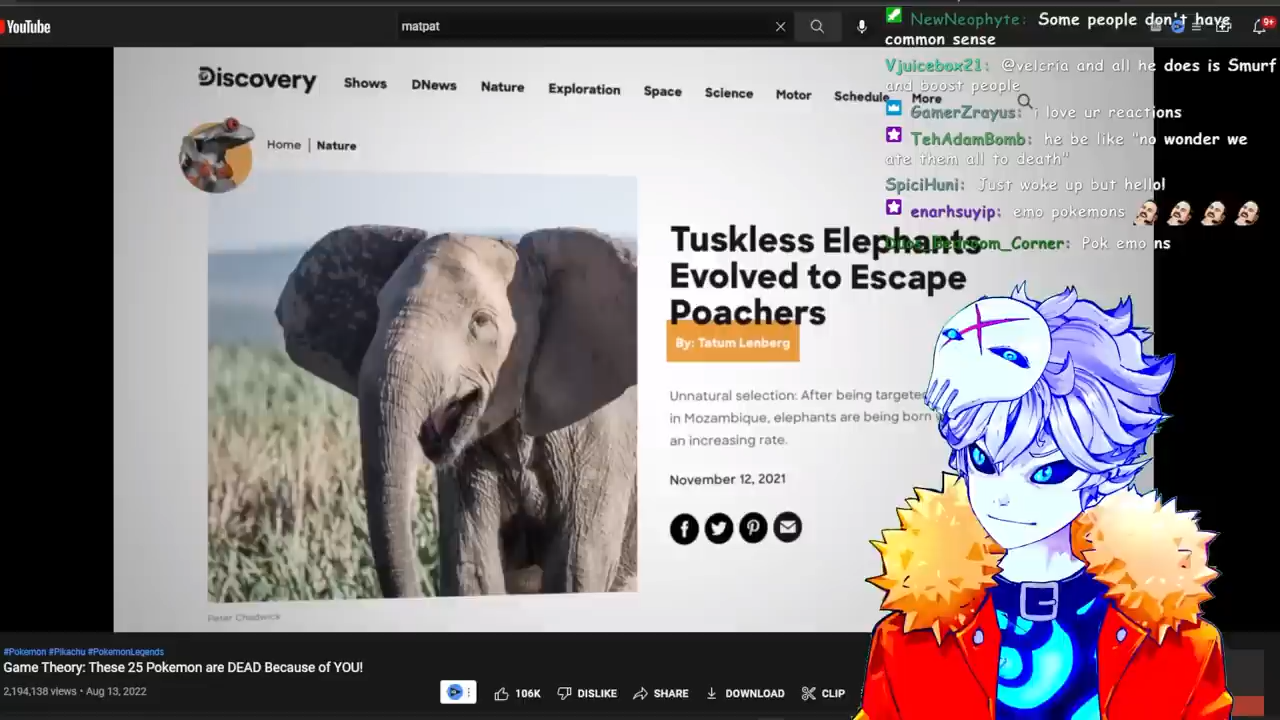 YouTube
matpat
9+
NewNeophyte: Some people don't have
common sense
Vjuicebox21: @velcria and all he does is Smurf
and boost people
GamerZrayus: i love ur reactions
TehAdamBomb: he be like "no wonder we
ate them all to death"
SpiciHuni: Just woke up but hello!
enarhsuyip: emo pokemons
Bedroom_Corner: Pok emo ns
Discovery
Shows DNews Nature Exploration Space Science Motor Schedule More
Home | Nature
Tuskless Elephants
Evolved to Escape
Poachers
By: Tatum Lenberg
Unnatural selection: After being targete
in Mozambique, elephants are being born
an increasing rate.
November 12, 2021
Peter Chadwick
#Pokemon #Pikachu #PokemonLegends
Game Theory: These 25 Pokemon are DEAD Because of YOU!
2,194,138 views • Aug 13, 2022
106K DISLIKE SHARE DOWNLOAD CLIP